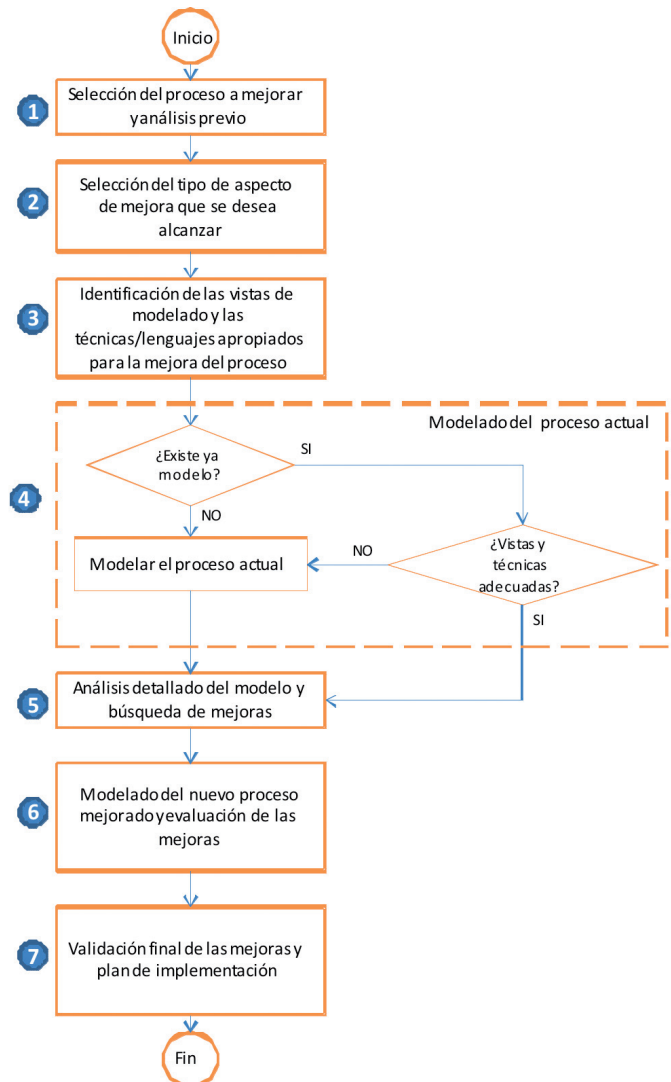 Inicio
1
Selección del proceso a mejorar
y análisis previo
2
Selección del tipo de aspecto
de mejora que se desea
alcanzar
3
Identificación de las vistas de
modelado y las
técnicas/lenguajes apropiados
para la mejora del proceso
Modelado del proceso actual
4
¿Existe ya
modelo?
SI
NO
Modelar el proceso actual
NO
¿Vistas y
técnicas
adecuadas?
SI
5
Análisis detallado del modelo y
búsqueda de mejoras
6
Modelado del nuevo proceso
mejorado y evaluación de las
mejoras
7
Validación final de las mejoras y
plan de implementación
Fin